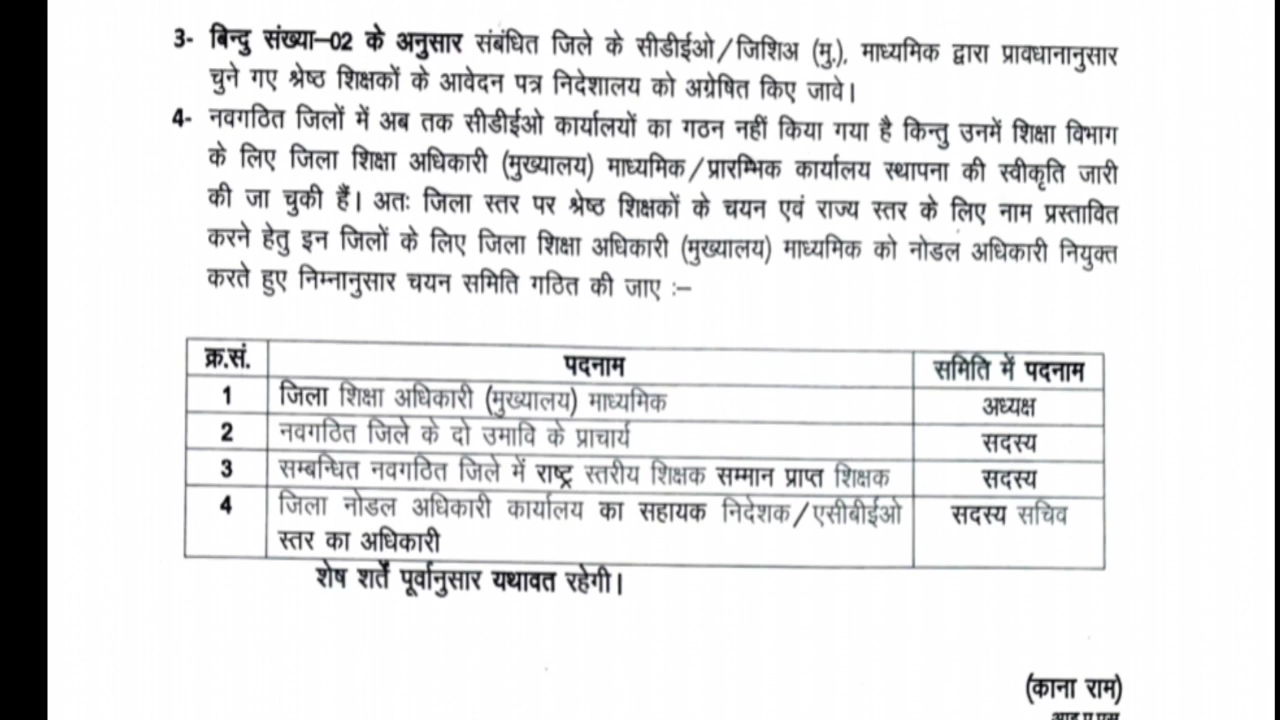 3- बिन्दु संख्या–02 के अनुसार संबंधित जिले के सीडीईओ/जिशिअ (मु.), माध्यमिक द्वारा प्रावधानानुसार
चुने गए श्रेष्ठ शिक्षकों के आवेदन पत्र निदेशालय को अग्रेषित किए जावे।
4- नवगठित जिलों में अब तक सीडीईओ कार्यालयों का गठन नहीं किया गया है किन्तु उनमें शिक्षा विभाग
के लिए जिला शिक्षा अधिकारी (मुख्यालय) माध्यमिक/प्रारम्भिक कार्यालय स्थापना की स्वीकृति जारी
की जा चुकी हैं। अतः जिला स्तर पर श्रेष्ठ शिक्षकों के चयन एवं राज्य स्तर के लिए नाम प्रस्तावित
करने हेतु इन जिलों के लिए जिला शिक्षा अधिकारी (मुख्यालय) माध्यमिक को नोडल अधिकारी नियुक्त
करते हुए निम्नानुसार चयन समिति गठित की जाए :–
क्र.सं. पदनाम समिति में पदनाम
1 जिला शिक्षा अधिकारी (मुख्यालय) माध्यमिक अध्यक्ष
2 नवगठित जिले के दो उमावि के प्राचार्य सदस्य
3 सम्बन्धित नवगठित जिले में राष्ट्र स्तरीय शिक्षक सम्मान प्राप्त शिक्षक सदस्य
4 जिला नोडल अधिकारी कार्यालय का सहायक निदेशक/एसीबीईओ सदस्य सचिव
स्तर का अधिकारी
शेष शर्तें पूर्वानुसार यथावत रहेगी।
(काना राम)